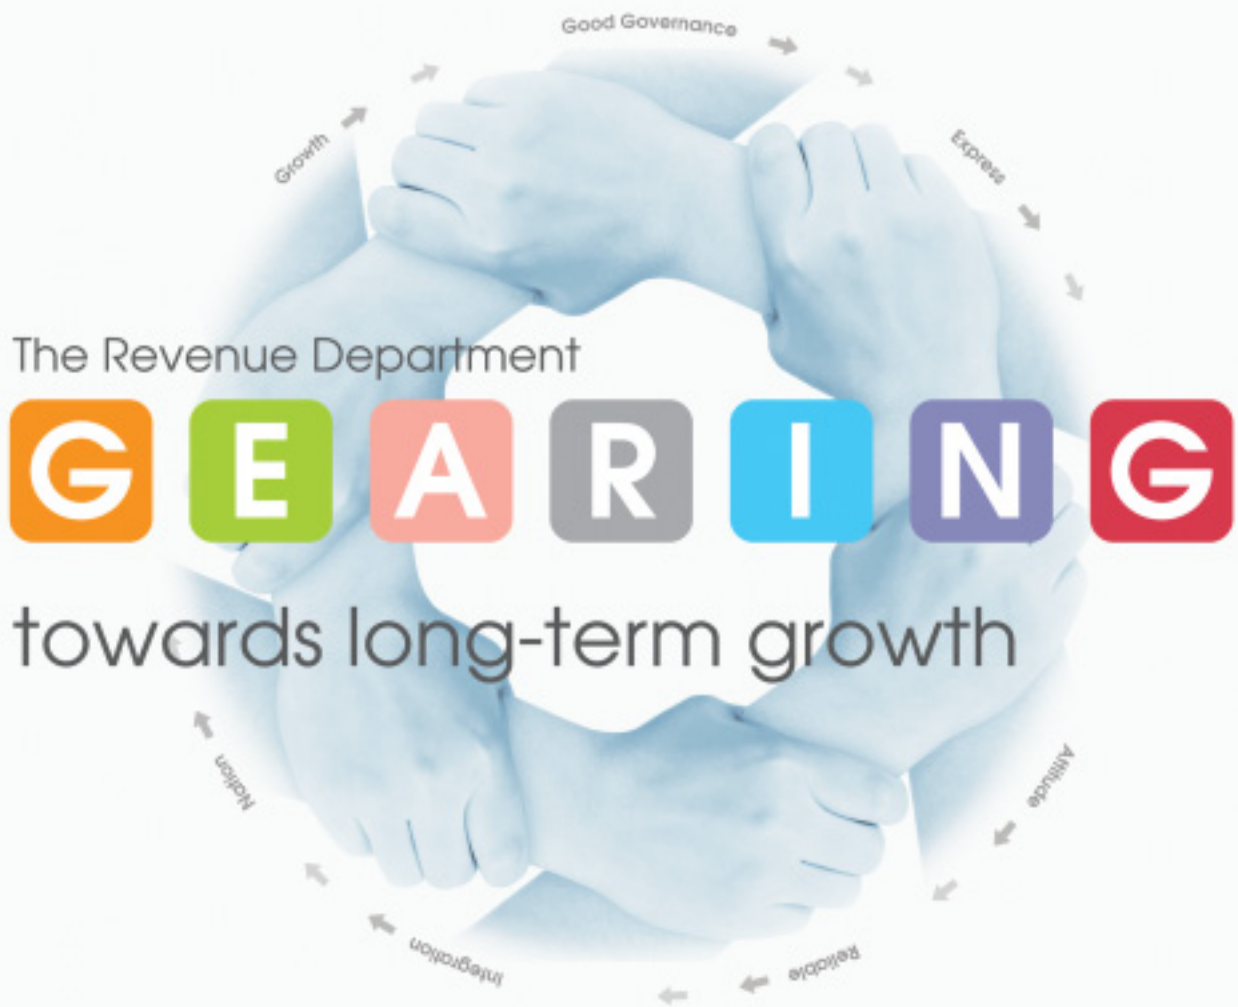 Good Governance
Express
Attitude
Reliable
Integration
Nation
Growth
The Revenue Department
GEARING
towards long-term growth